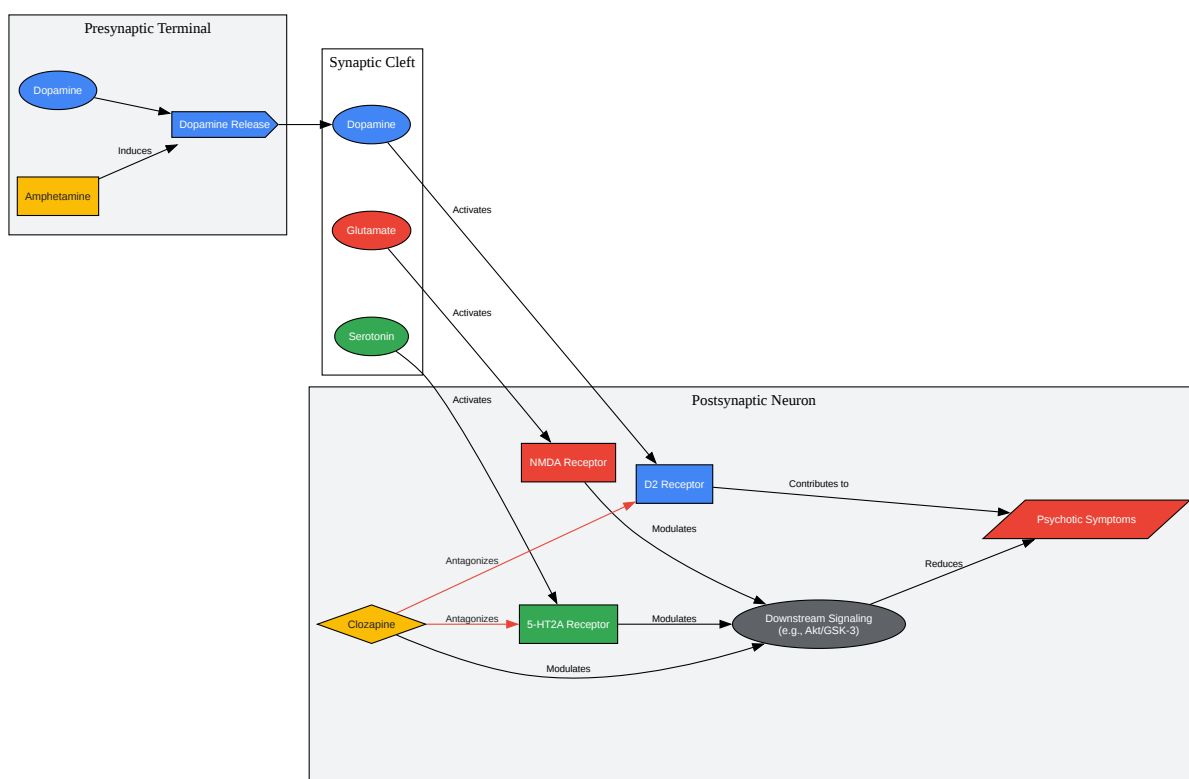 Presynaptic Terminal
Dopamine
Dopamine Release
Induces
Amphetamine
Synaptic Cleft
Dopamine
Activates
Glutamate
Activates
Serotonin
Activates
Postsynaptic Neuron
NMDA Receptor
D2 Receptor
Contributes to
Psychotic Symptoms
Modulates
Antagonizes
Reduces
Clozapine
Antagonizes
5-HT2A Receptor
Modulates
Downstream Signaling
(e.g., Akt/GSK-3)
Modulates